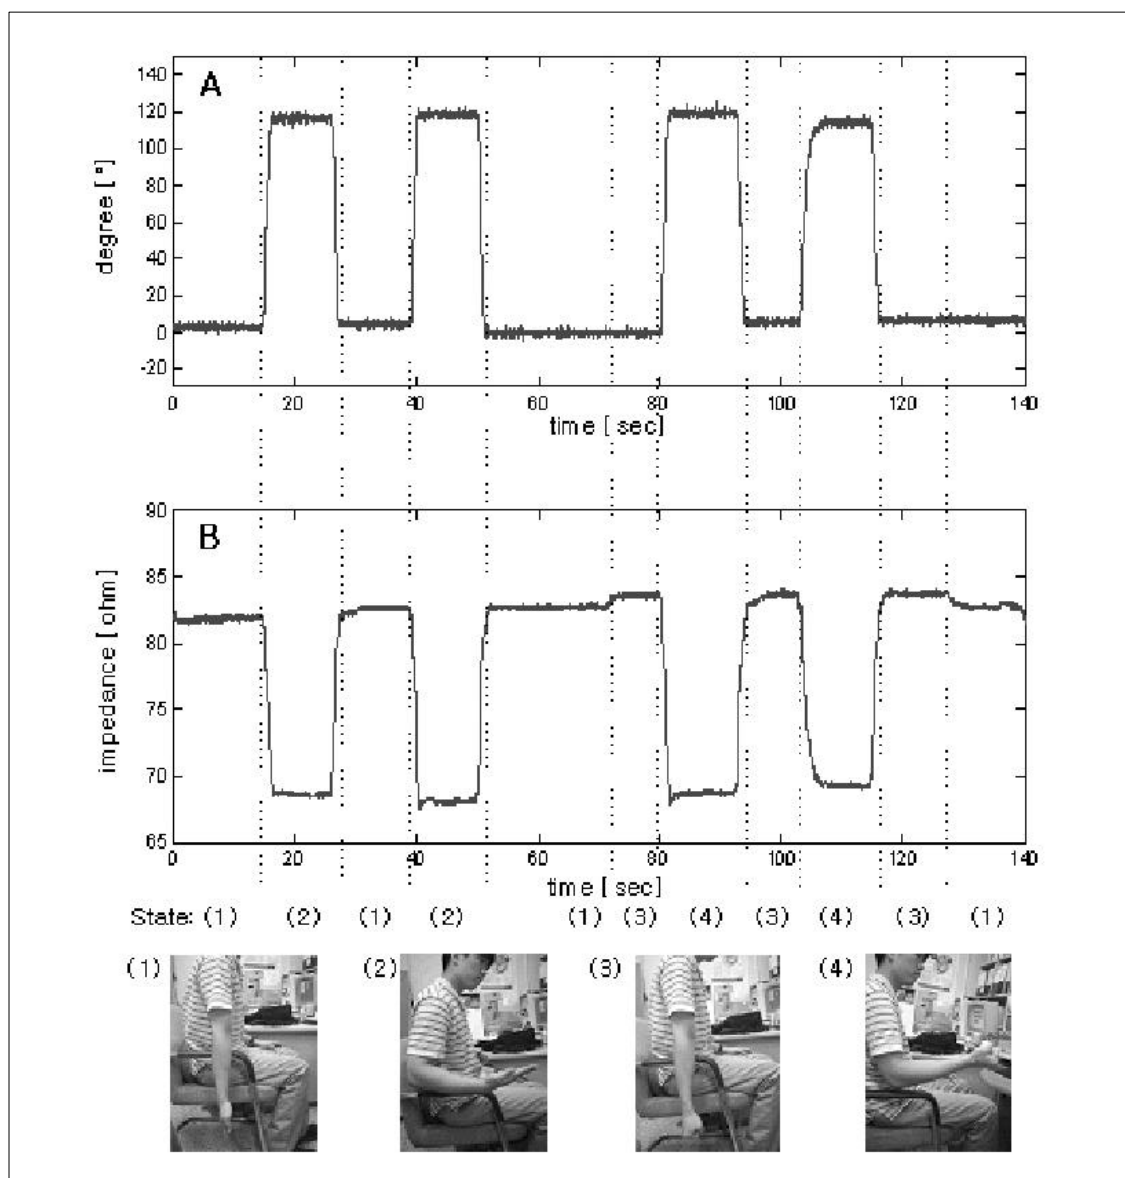 A
140
120
100
80
60
40
20
0
-20
degree [ ° ]
0 20 40 60 80 100 120 140
time [ sec]
B
90
85
80
75
70
65
impedance [ ohm ]
0 20 40 60 80 100 120 140
time [ sec]
State: (1) (2) (1) (2) (1) (3) (4) (3) (4) (3) (1)
(1) (2) (3) (4)